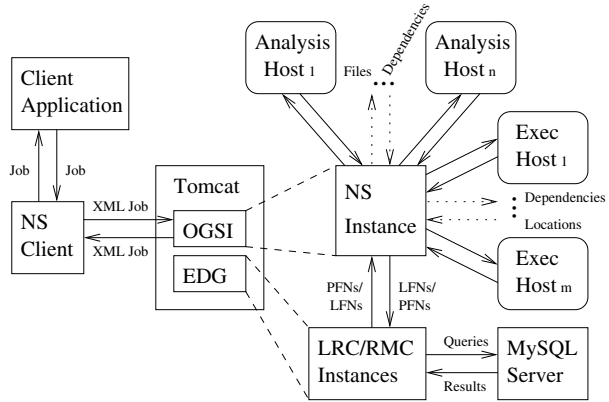 Analysis
Host 1
Files
Dependencies
Analysis
Host n
Client
Application
Job
Job
NS
Client
XML Job
XML Job
Tomcat
OGSI
EDG
NS
Instance
Exec
Host 1
Dependencies
Locations
Exec
Host m
PFNs/
LFNs
LFNs/
PFNs
LRC/RMC
Instances
Queries
Results
MySQL
Server